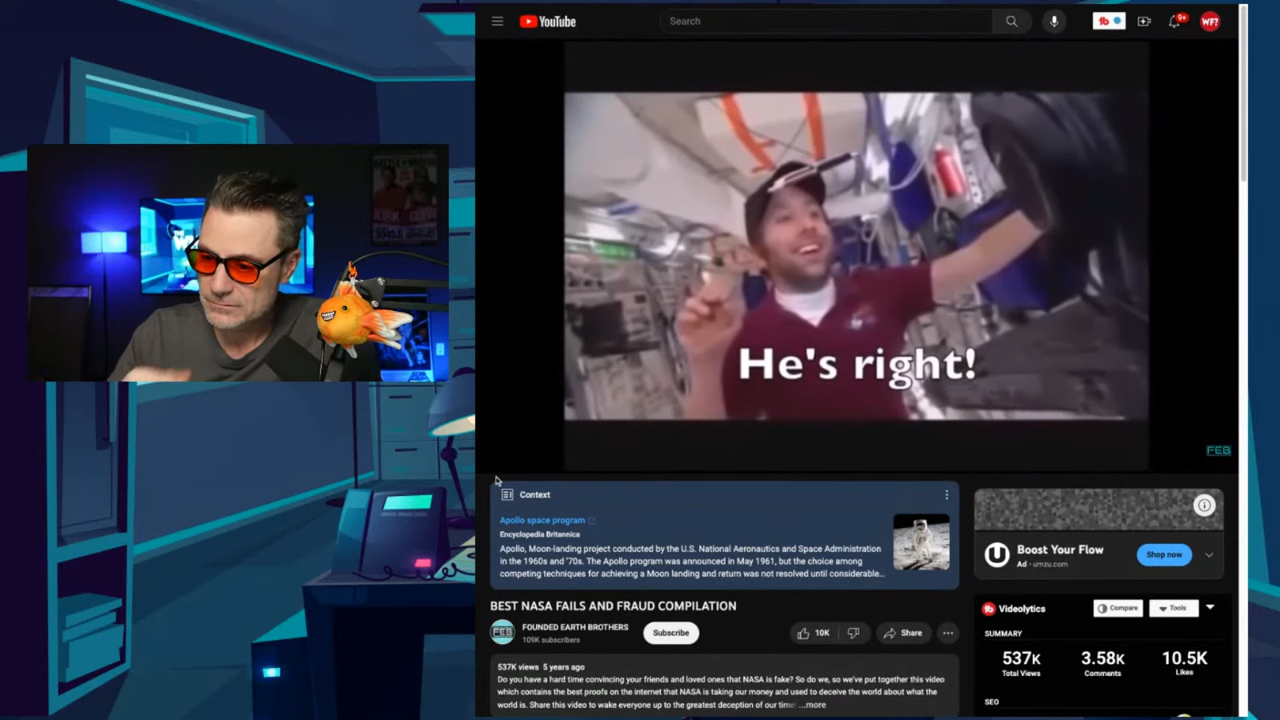 YouTube
Search
9+
WF?
KIRK
He's right!
FEB
Context
Apollo space program
Encyclopedia Britannica
Apollo, Moon-landing project conducted by the U.S. National Aeronautics and Space Administration
in the 1960s and '70s. The Apollo program was announced in May 1961, but the choice among
competing techniques for achieving a Moon landing and return was not resolved until considerable...
Boost Your Flow
Ad · umzu.com
Shop now
BEST NASA FAILS AND FRAUD COMPILATION
FEB
FOUNDED EARTH BROTHERS
109K subscribers
Subscribe
10K
Share
537K views 5 years ago
Do you have a hard time convincing your friends and loved ones that NASA is fake? So do we, so we've put together this video
which contains the best proofs on the internet that NASA is taking our money and used to deceive the world about what the
world is. Share this video to wake everyone up to the greatest deception of our time! ...more
tb Videolytics
Compare
Tools
SUMMARY
537K 3.58K 10.5K
Total Views Comments Likes
SEO